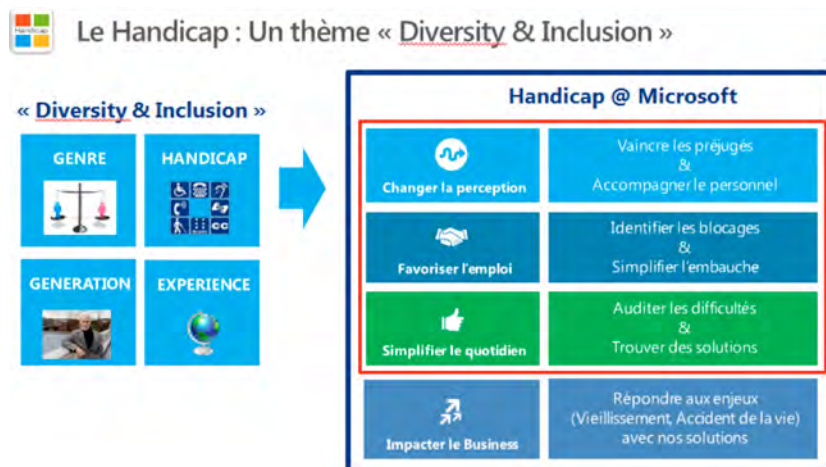 Handicap
Le Handicap : Un thème « Diversity & Inclusion »
« Diversity & Inclusion »
GENRE
HANDICAP
GENERATION
EXPERIENCE
Handicap @ Microsoft
Changer la perception
Vaincre les préjugés
&
Accompagner le personnel
Favoriser l'emploi
Identifier les blocages
&
Simplifier l'embauche
Simplifier le quotidien
Auditer les difficultés
&
Trouver des solutions
Impacter le Business
Répondre aux enjeux
(Vieillissement, Accident de la vie)
avec nos solutions